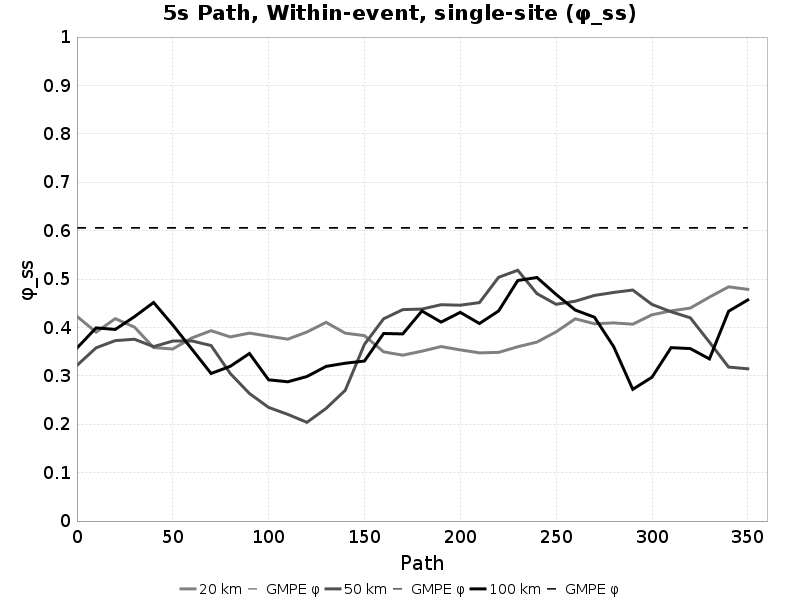 5s Path, Within-event, single-site (φ_ss)
1
0.9
0.8
0.7
0.6
0.5
0.4
0.3
0.2
0.1
0
φ_ss
0 50 100 150 200 250 300 350
Path
20 km GMPE φ 50 km GMPE φ 100 km GMPE φ